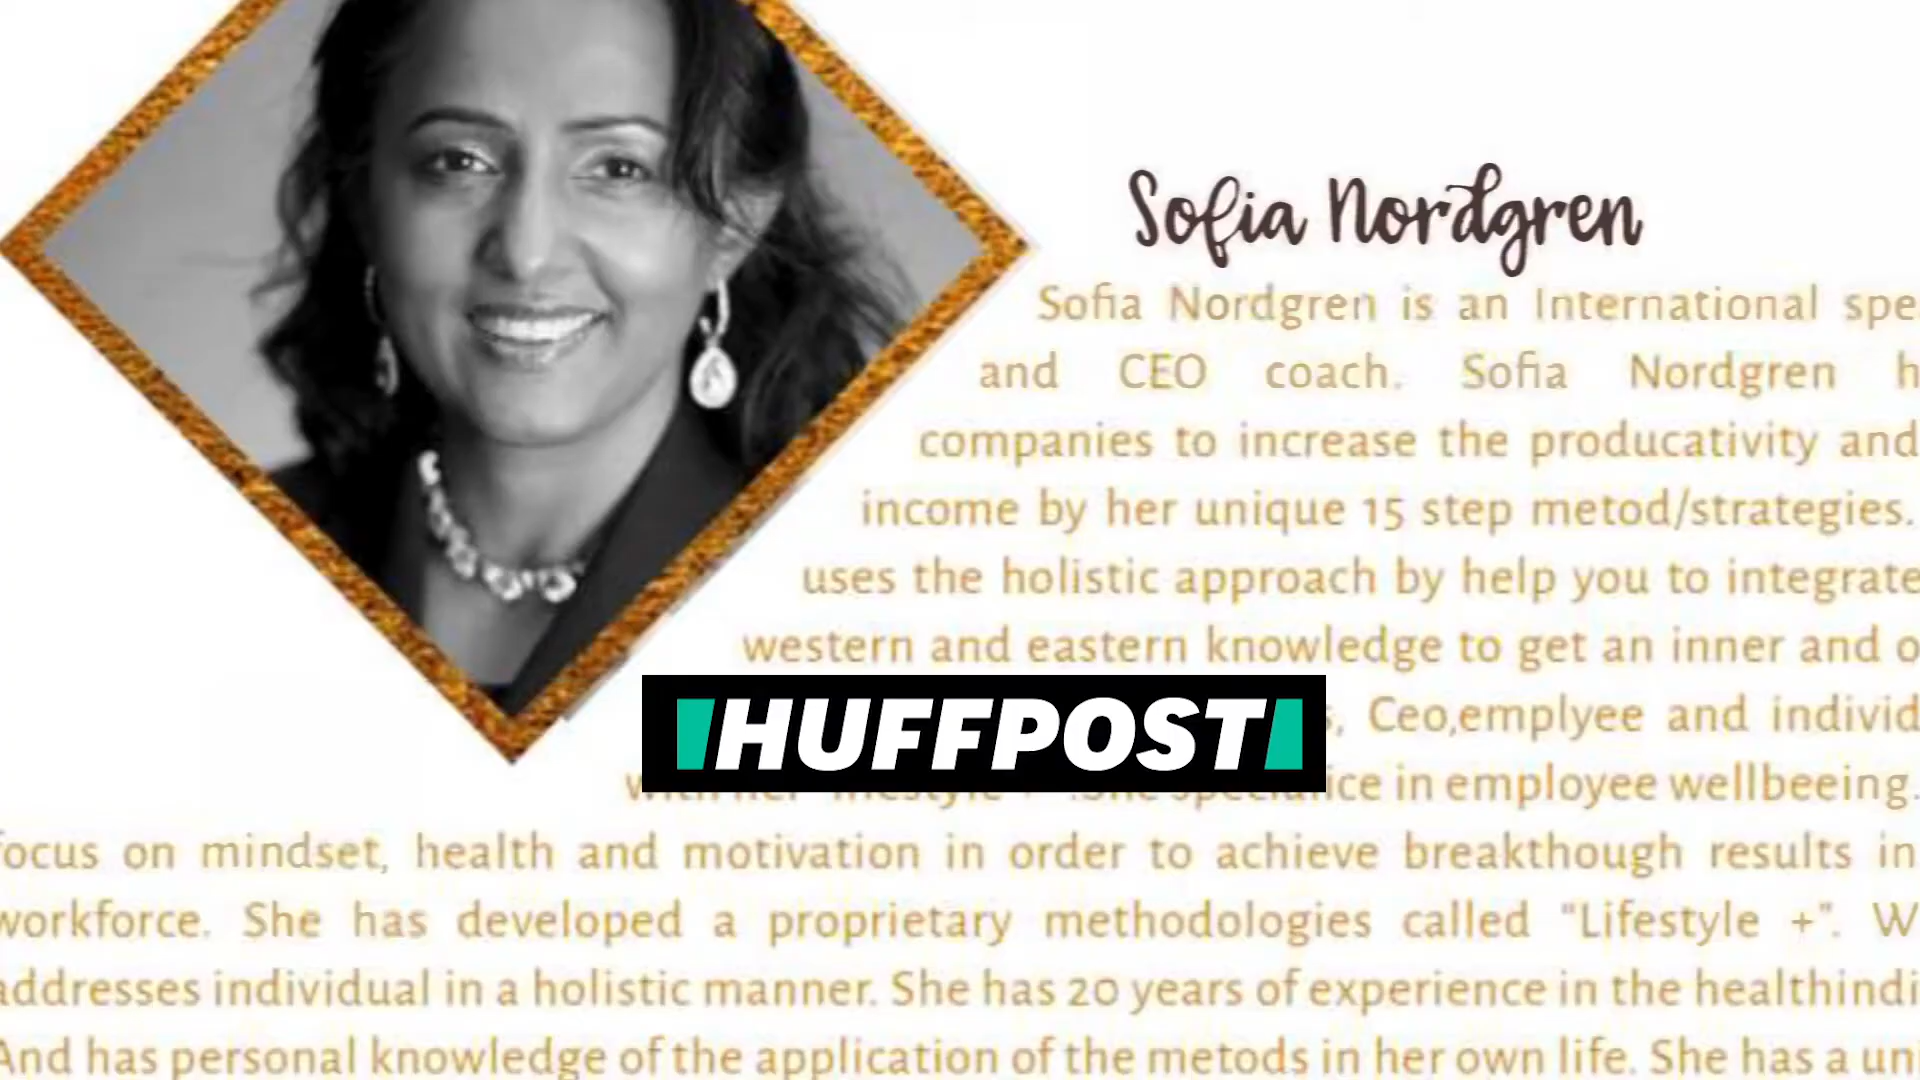 Sofia Nordgren
Sofia Nordgren is an International spe
and CEO coach. Sofia Nordgren h
companies to increase the producativity and
income by her unique 15 step metod/strategies.
uses the holistic approach by help you to integrate
western and eastern knowledge to get an inner and o
HUFFPOST
s, Ceo,emplyee and individ
ice in employee wellbeeing.
focus on mindset, health and motivation in order to achieve breakthough results in
workforce. She has developed a proprietary methodologies called "Lifestyle +". W
addresses individual in a holistic manner. She has 20 years of experience in the healthindi
And has personal knowledge of the application of the metods in her own life. She has a uni